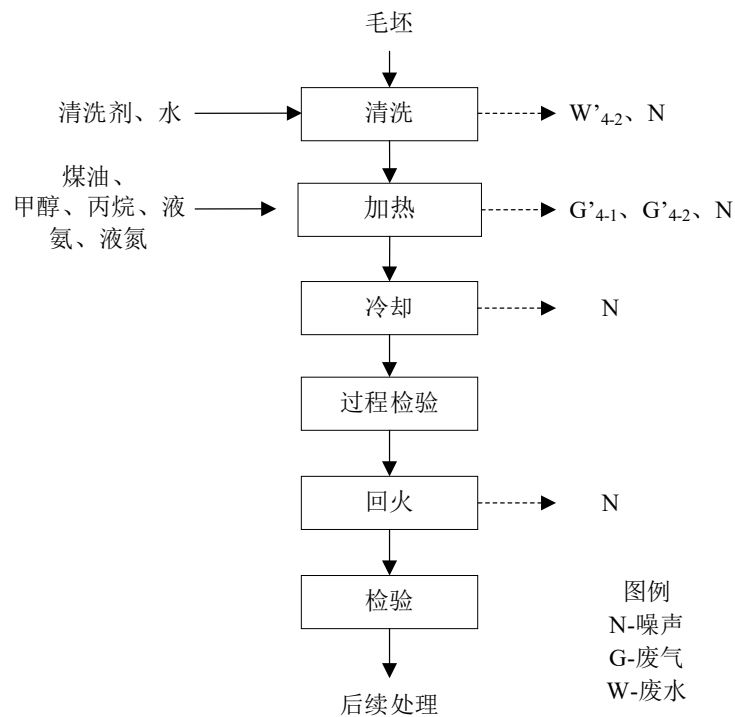 毛坯
清洗剂、水
清洗
W’4-2、N
煤油、
甲醇、丙烷、液
氨、液氮
加热
G’4-1、G’4-2、N
冷却
N
过程检验
回火
N
检验
后续处理
图例
N-噪声
G-废气
W-废水